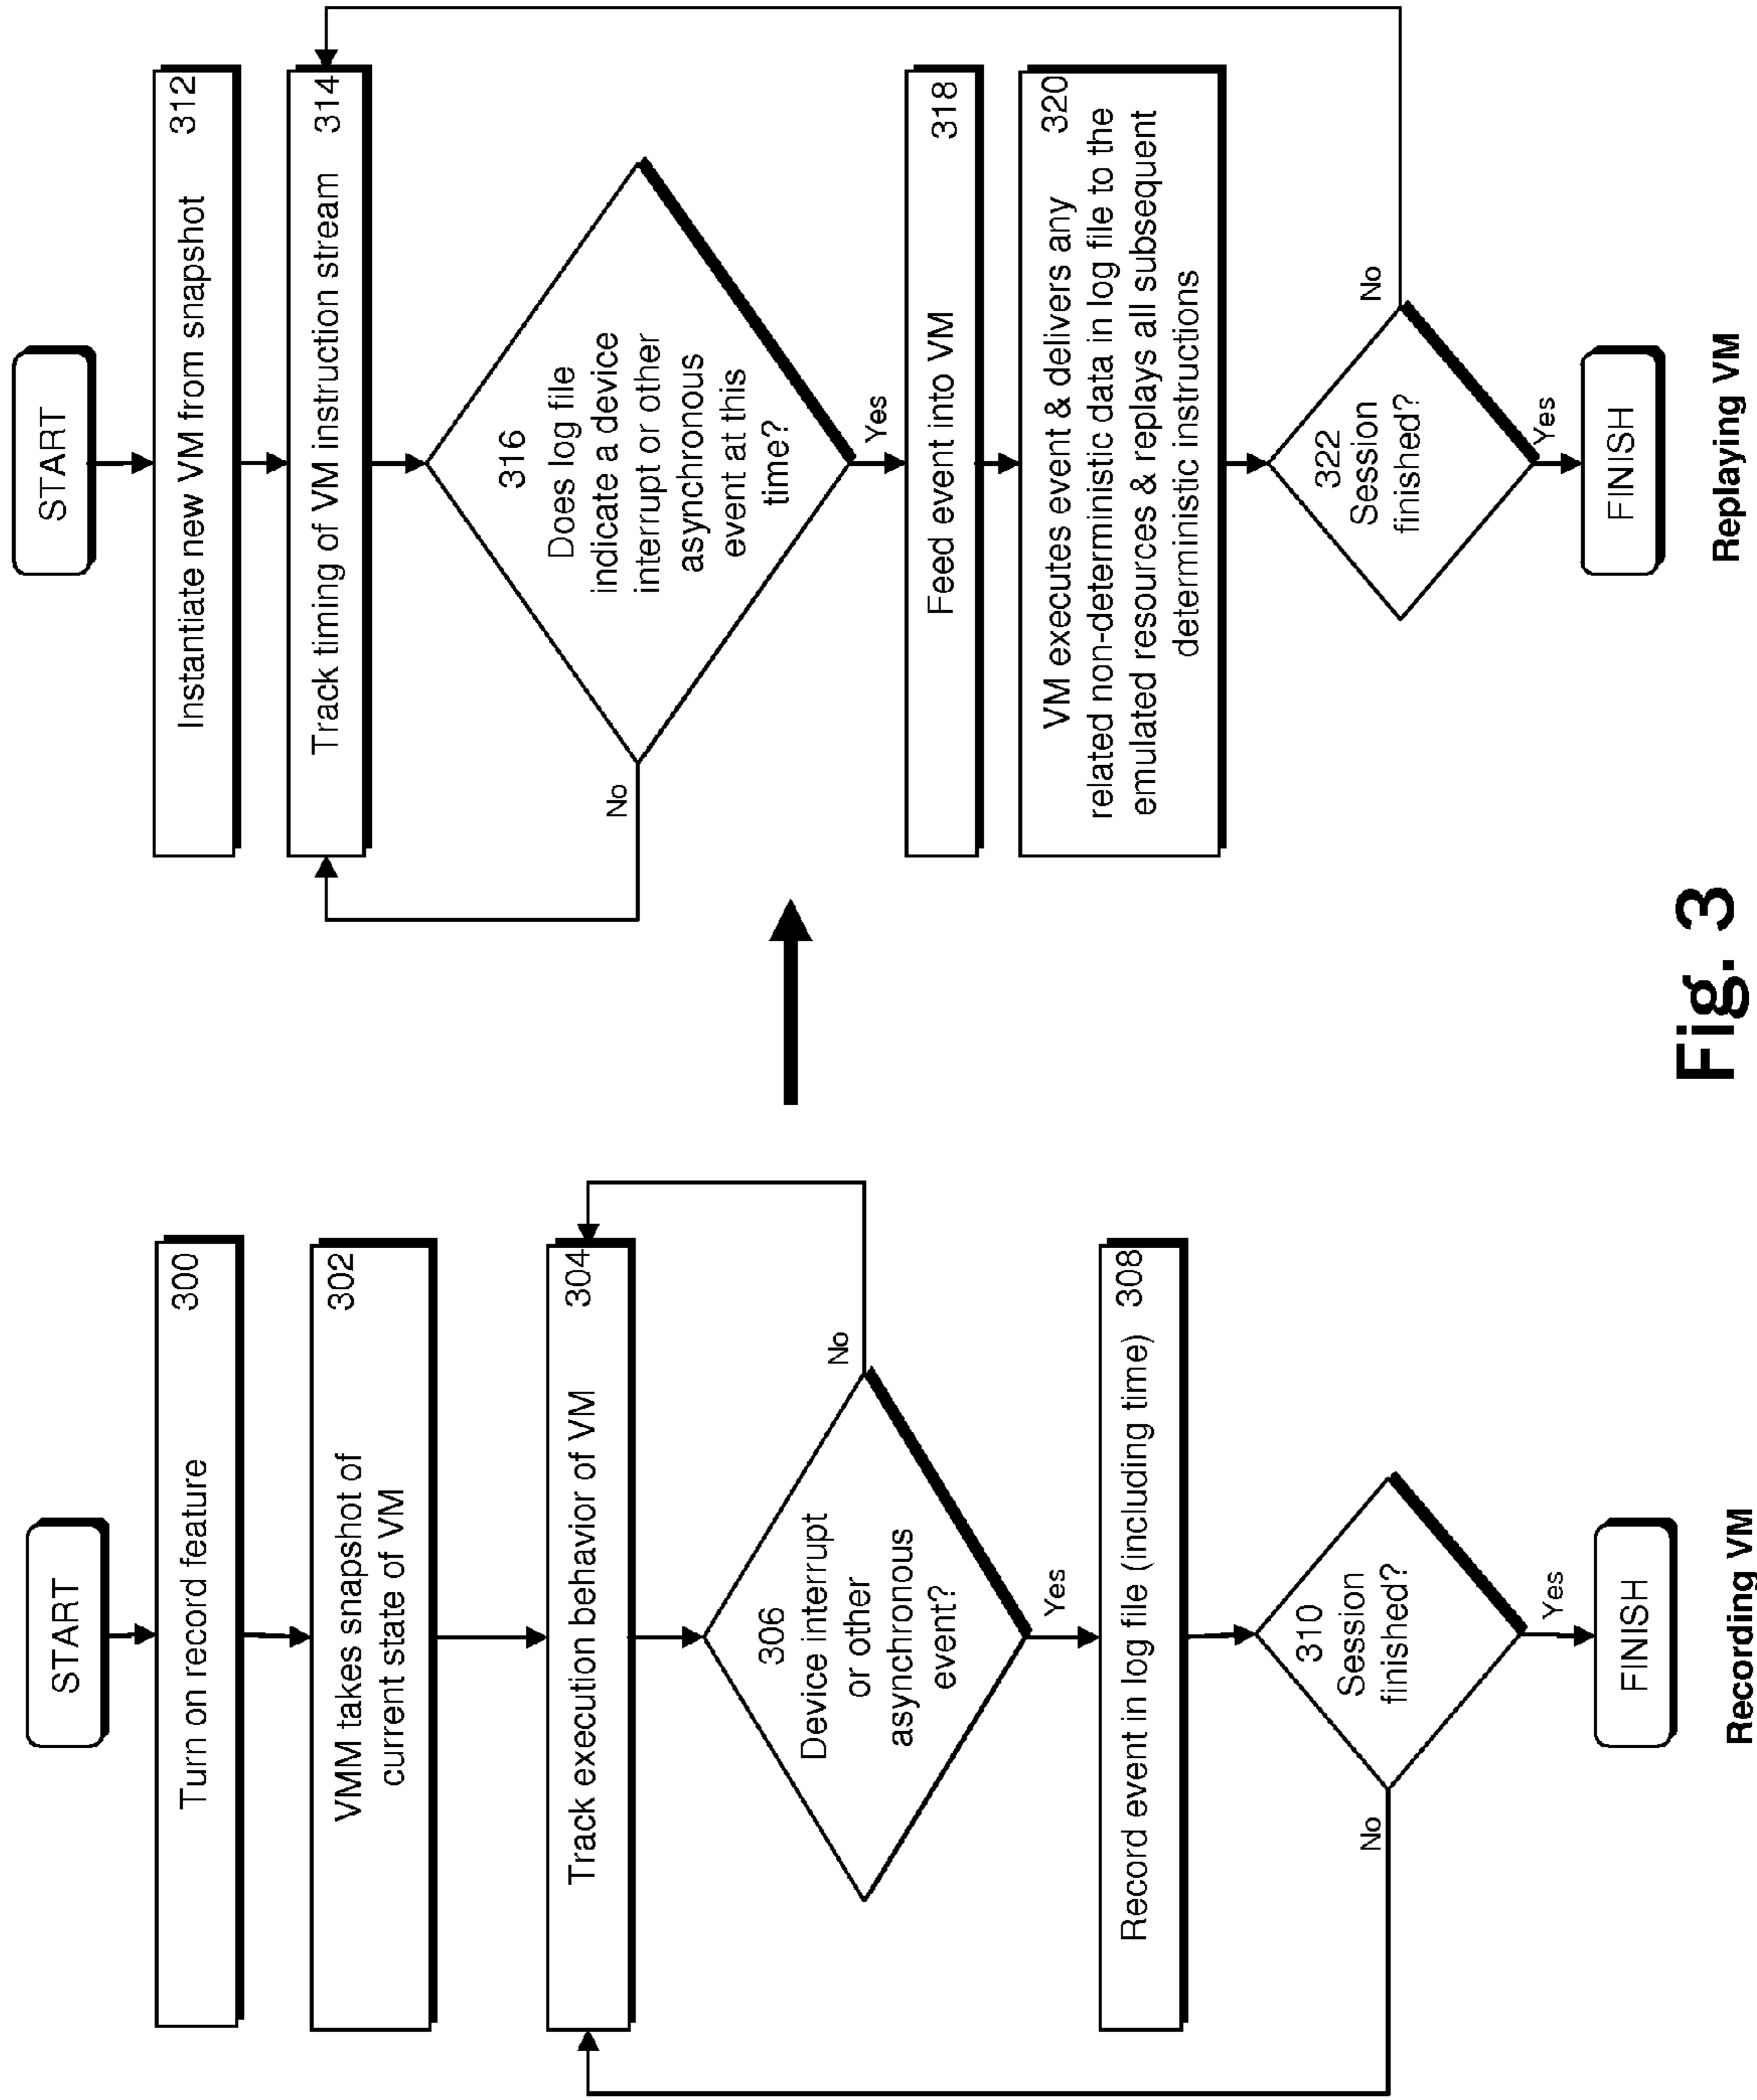 START
Turn on record feature 300
VMM takes snapshot of 302
current state of VM
Track execution behavior of VM 304
306
Device interrupt
or other
asynchronous
event?
No
Yes
Record event in log file (including time) 308
310
Session
finished?
No
Yes
FINISH
Recording VM
START
Instantiate new VM from snapshot 312
Track timing of VM instruction stream 314
316
Does log file
indicate a device
interrupt or other
asynchronous
event at this
time?
No
Yes
Feed event into VM 318
VM executes event & delivers any 320
related non-deterministic data in log file to the
emulated resources & replays all subsequent
deterministic instructions
322
Session
finished?
No
Yes
FINISH
Replaying VM
Fig. 3